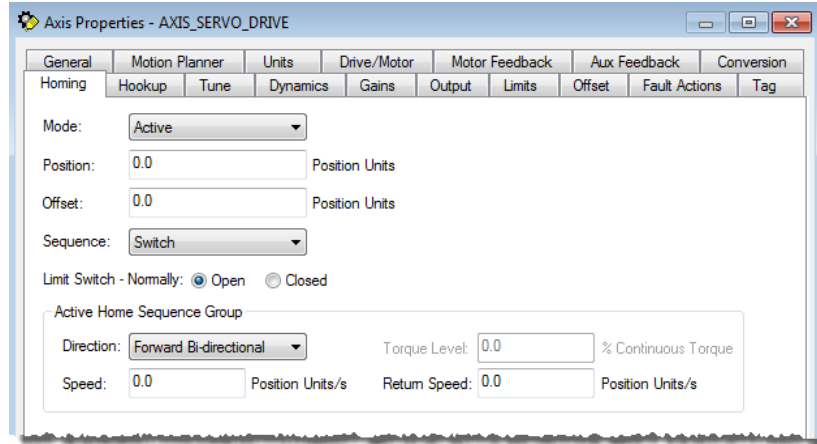 Axis Properties - AXIS_SERVO_DRIVE
General Motion Planner Units Drive/Motor Motor Feedback Aux Feedback Conversion
Homing Hookup Tune Dynamics Gains Output Limits Offset Fault Actions Tag
Mode: Active
Position: 0.0 Position Units
Offset: 0.0 Position Units
Sequence: Switch
Limit Switch - Normally: Open Closed
Active Home Sequence Group
Direction: Forward Bi-directional Torque Level: 0.0 % Continuous Torque
Speed: 0.0 Position Units/s Return Speed: 0.0 Position Units/s